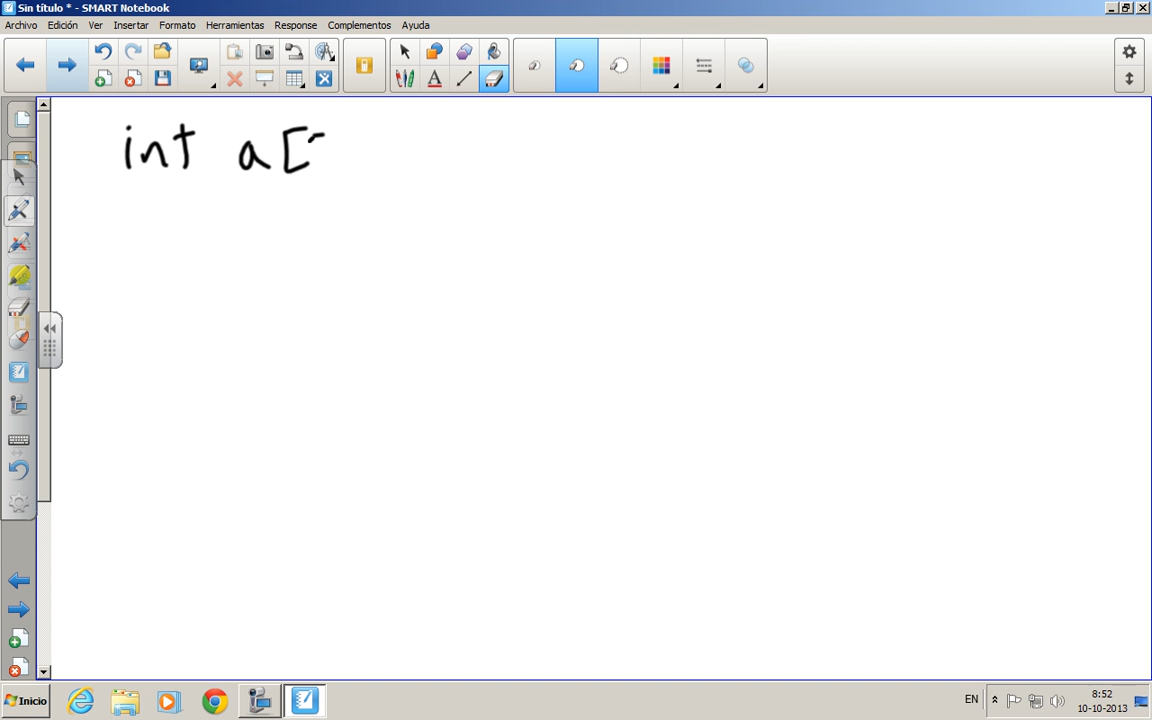 Sin título * - SMART Notebook
Archivo Edición Ver Insertar Formato Herramientas Response Complementos Ayuda
int a[
EN 8:52
10-10-2013
Inicio